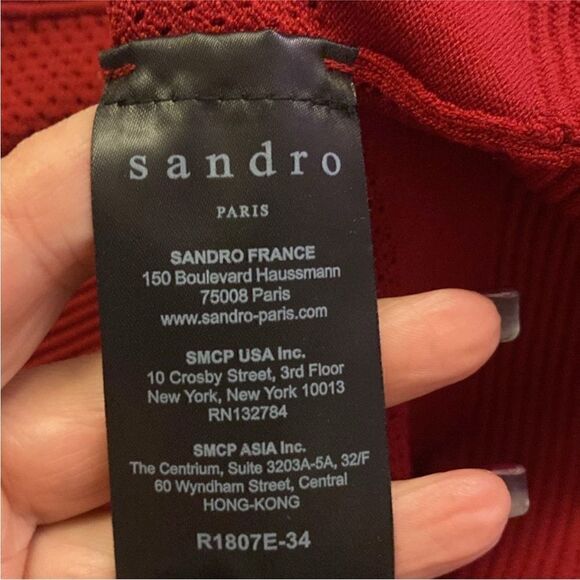 sandro
PARIS
SANDRO FRANCE
150 Boulevard Haussmann
75008 Paris
www.sandro-paris.com
SMCP USA Inc.
10 Crosby Street, 3rd Floor
New York, New York 10013
RN132784
SMCP ASIA Inc.
The Centrium, Suite 3203A-5A, 32/F
60 Wyndham Street, Central
HONG-KONG
R1807E-34